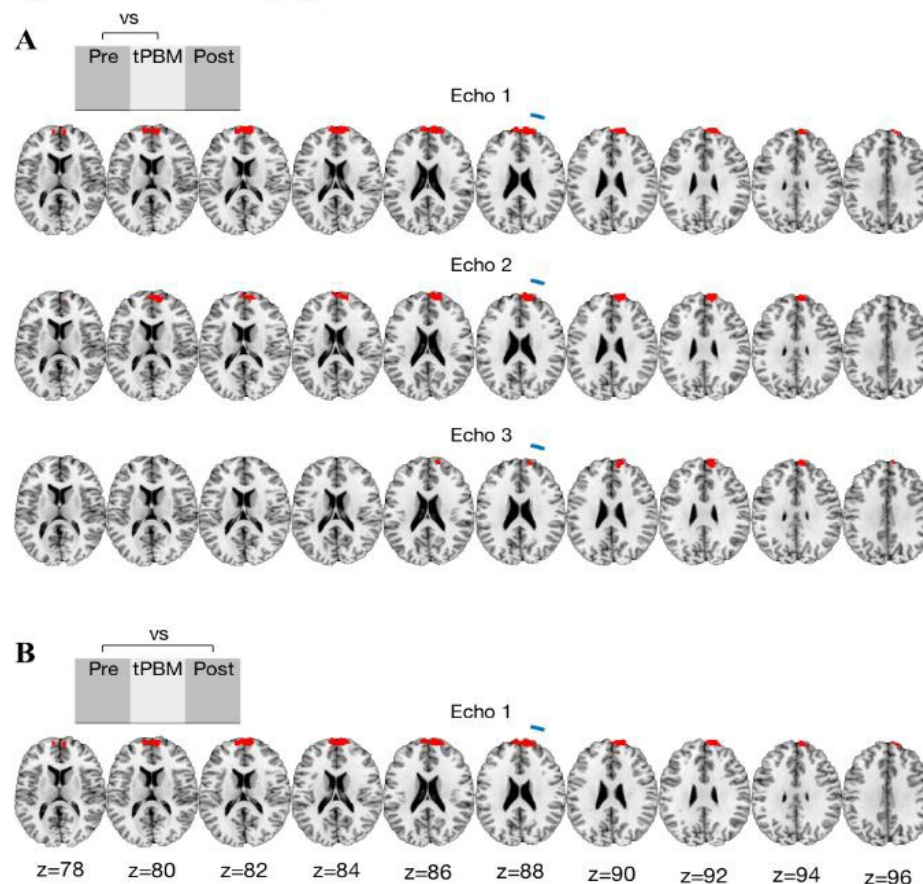 A
vs
Pre tPBM Post
Echo 1
Echo 2
Echo 3
B
vs
Pre tPBM Post
Echo 1
z=78 z=80 z=82 z=84 z=86 z=88 z=90 z=92 z=94 z=96